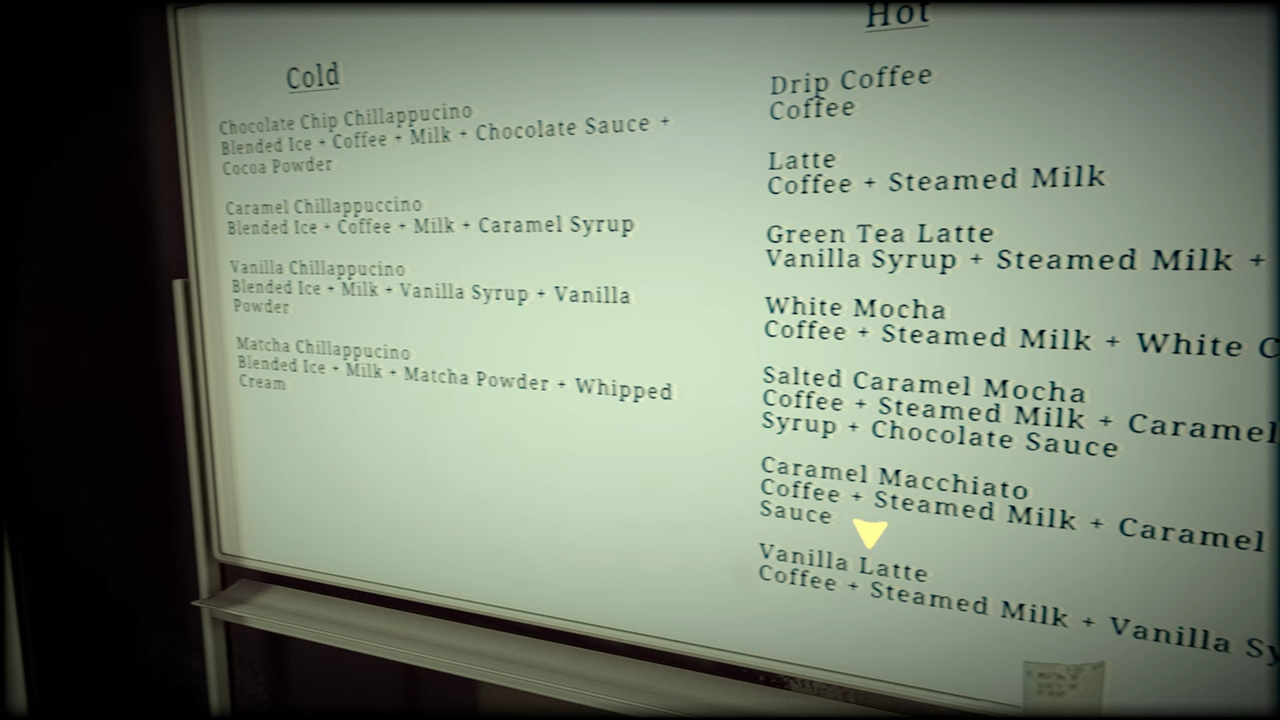 Cold
Chocolate Chip Chillappucino
Blended Ice + Coffee + Milk + Chocolate Sauce +
Cocoa Powder
Caramel Chillappuccino
Blended Ice + Coffee + Milk + Caramel Syrup
Vanilla Chillappucino
Blended Ice + Milk + Vanilla Syrup + Vanilla
Powder
Matcha Chillappucino
Blended Ice + Milk + Matcha Powder + Whipped
Cream
Hot
Drip Coffee
Coffee
Latte
Coffee + Steamed Milk
Green Tea Latte
Vanilla Syrup + Steamed Milk +
White Mocha
Coffee + Steamed Milk + White
Salted Caramel Mocha
Coffee + Steamed Milk + Caramel
Syrup + Chocolate Sauce
Caramel Macchiato
Coffee + Steamed Milk + Caramel
Sauce
Vanilla Latte
Coffee + Steamed Milk + Vanilla